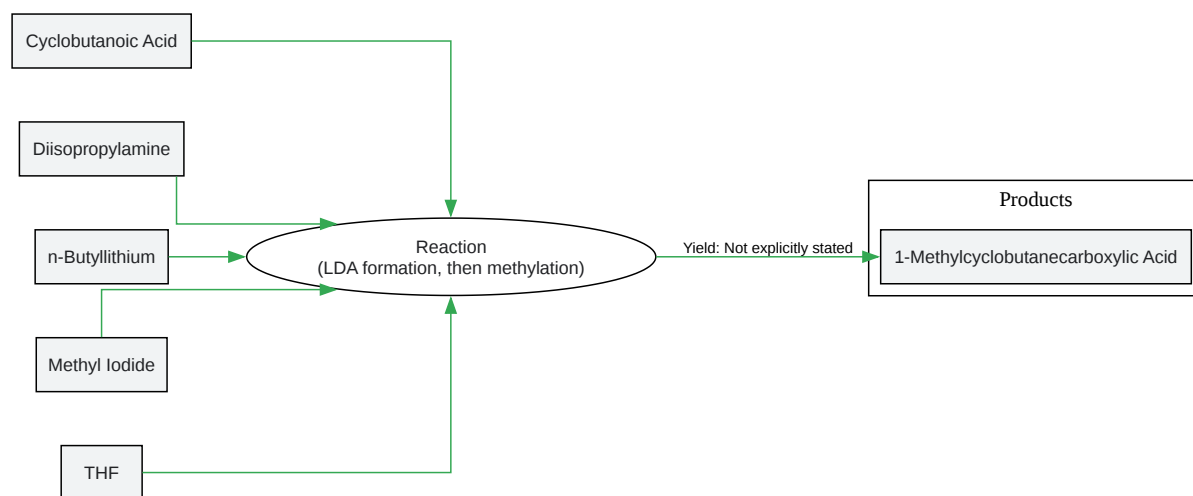 Cyclobutanoic Acid
Diisopropylamine
n-Butyllithium
Methyl Iodide
THF
Reaction
(LDA formation, then methylation)
Yield: Not explicitly stated
Products
1-Methylcyclobutanecarboxylic Acid